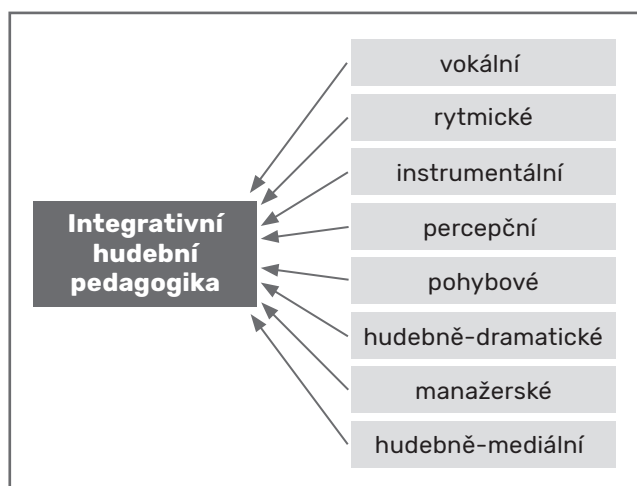 vokální
rytmické
instrumentální
Integrativní
hudební
pedagogika
percepční
pohybové
hudebně-dramatické
manažerské
hudebně-mediální